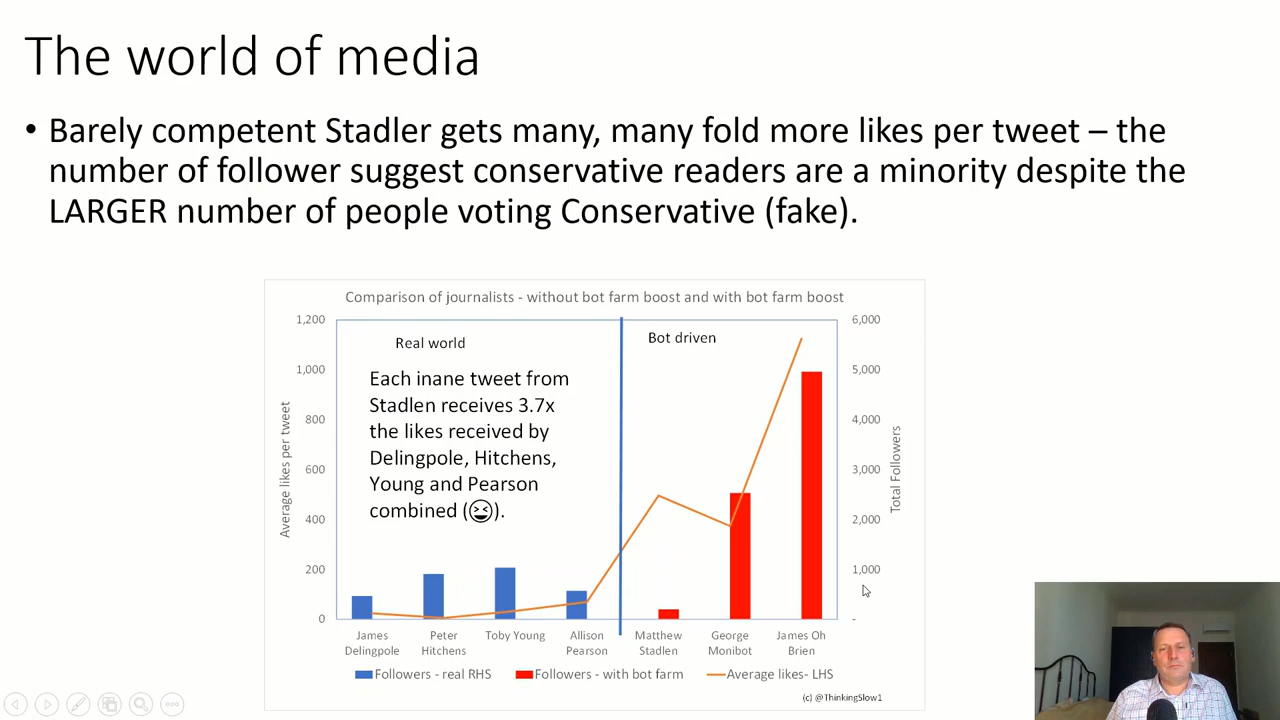 The world of media
• Barely competent Stadler gets many, many fold more likes per tweet – the
number of follower suggest conservative readers are a minority despite the
LARGER number of people voting Conservative (fake).
Comparison of journalists - without bot farm boost and with bot farm boost
1,200
1,000
800
600
400
200
0
Average likes per tweet
Real world
Each inane tweet from
Stadlen receives 3.7x
the likes received by
Delingpole, Hitchens,
Young and Pearson
combined (😆).
Bot driven
6,000
5,000
4,000
3,000
2,000
1,000
-
Total Followers
James
Delingpole
Peter
Hitchens
Toby Young
Allison
Pearson
Matthew
Stadlen
George
Monibot
James Oh
Brien
Followers - real RHS
Followers - with bot farm
Average likes- LHS
(c) @ThinkingSlow1